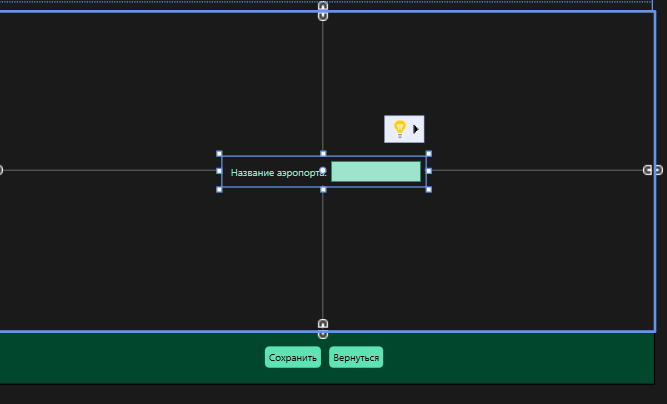 Название аэропорта:
Сохранить
Вернуться